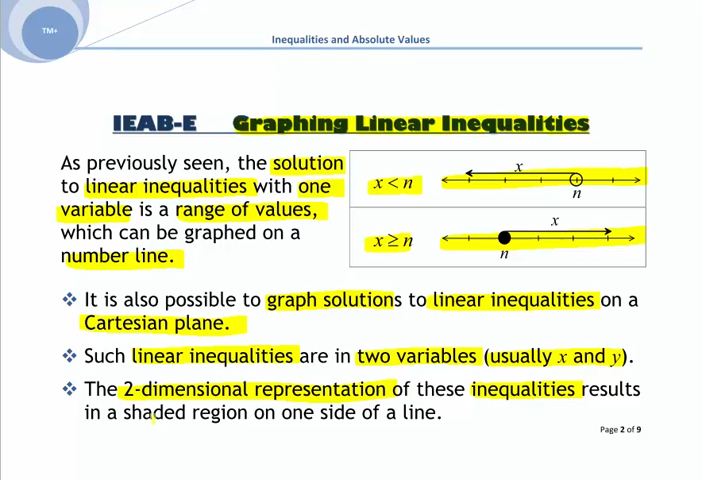 TM+
Inequalities and Absolute Values
IEAB-E Graphing Linear Inequalities
As previously seen, the solution
to linear inequalities with one
variable is a range of values,
which can be graphed on a
number line.
x < n
x
n
x ≥ n
x
n
❖ It is also possible to graph solutions to linear inequalities on a
Cartesian plane.
❖ Such linear inequalities are in two variables (usually x and y).
❖ The 2-dimensional representation of these inequalities results
in a shaded region on one side of a line.
Page 2 of 9